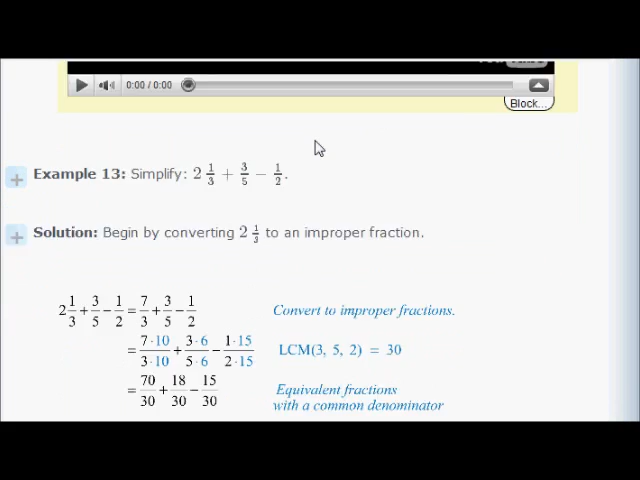 0:00 / 0:00
Block...
Example 13: Simplify: 2 1/3 + 3/5 − 1/2.
Solution: Begin by converting 2 1/3 to an improper fraction.
2 1/3 + 3/5 − 1/2 = 7/3 + 3/5 − 1/2 Convert to improper fractions.
= 7·10/3·10 + 3·6/5·6 − 1·15/2·15 LCM(3, 5, 2) = 30
= 70/30 + 18/30 − 15/30 Equivalent fractions
with a common denominator